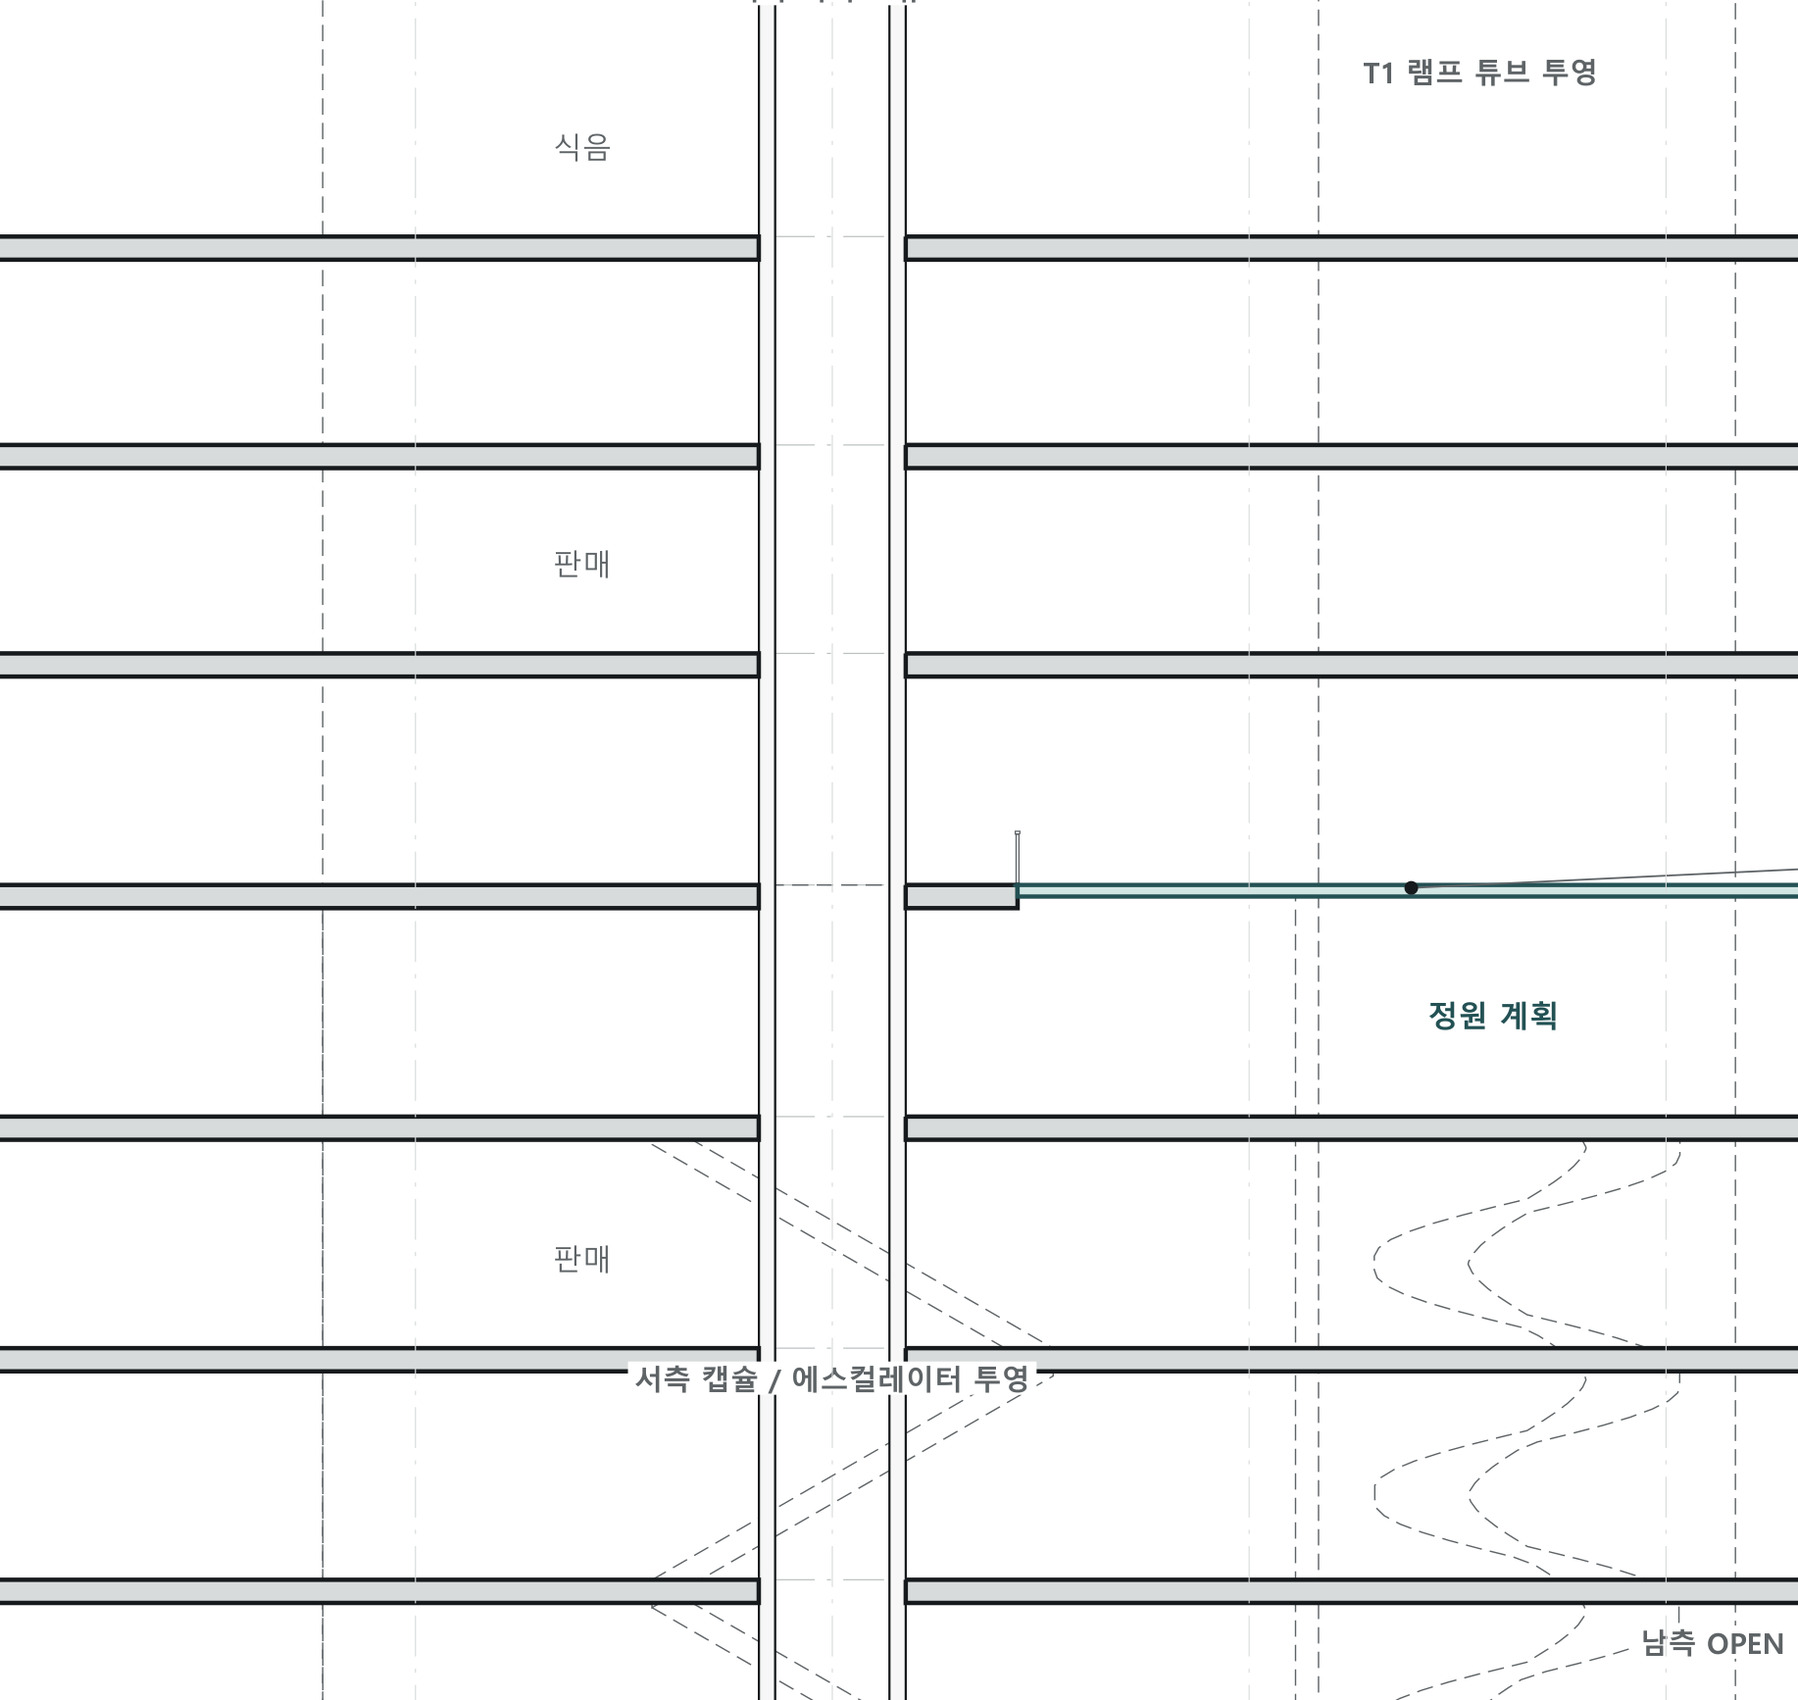 T1 램프 튜브 투영
식음
판매
정원 계획
판매
서측 캡슐 / 에스컬레이터 투영
남측 OPEN